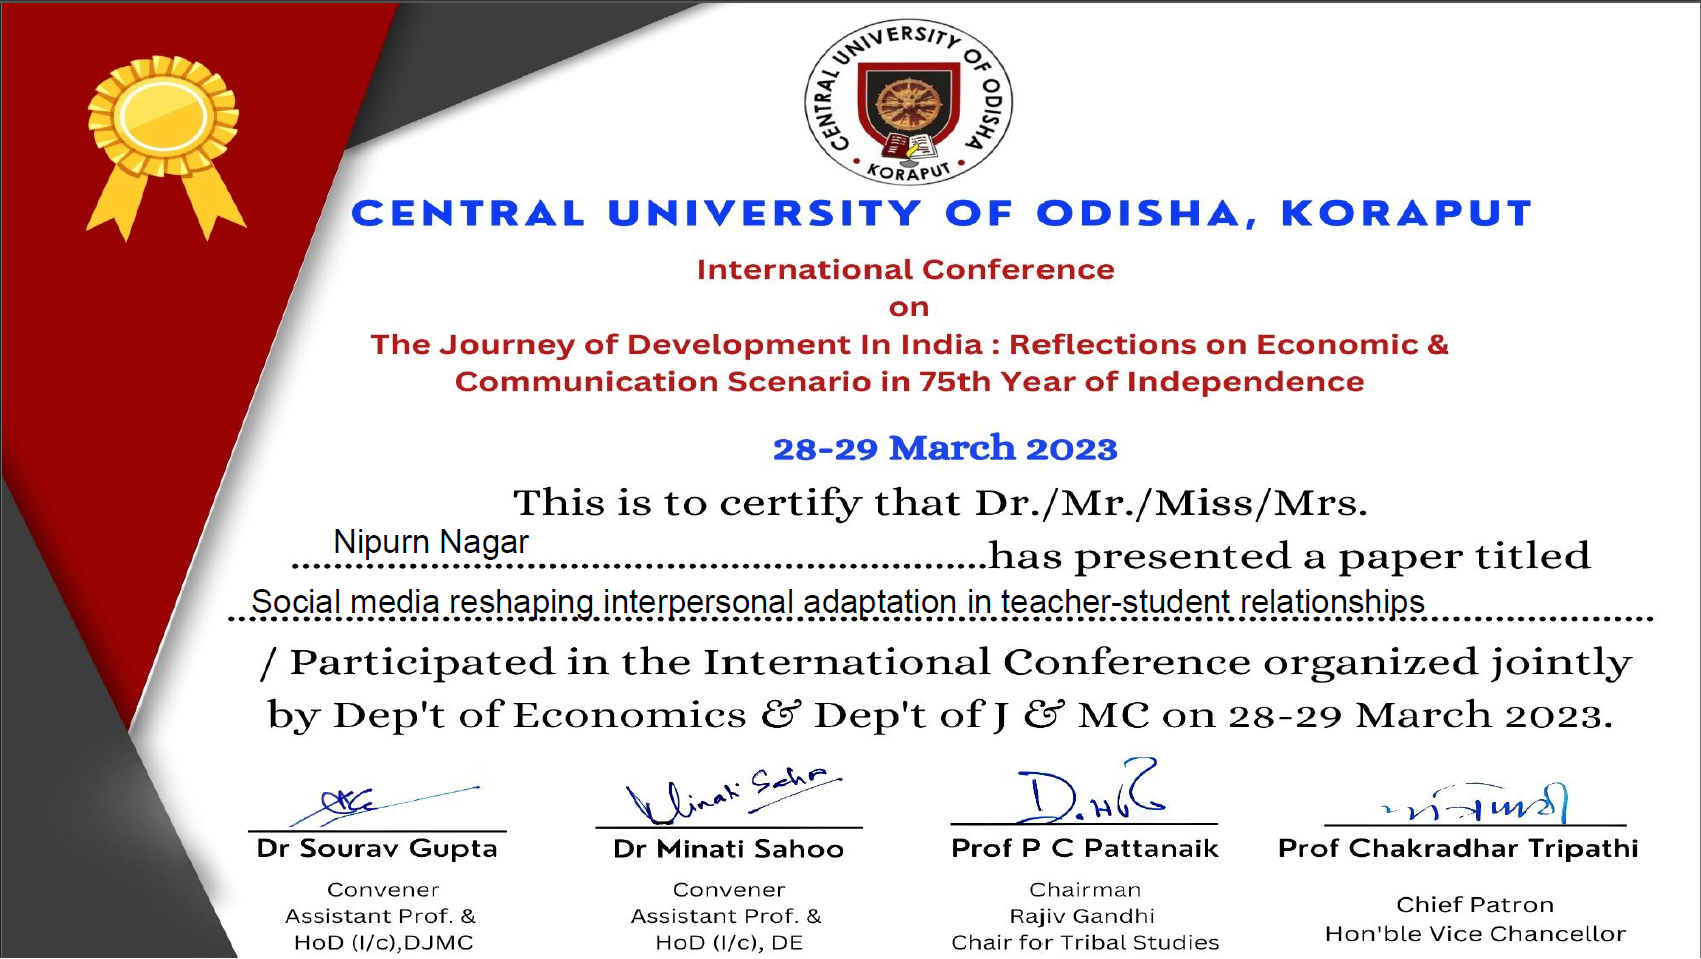 CENTRAL UNIVERSITY OF ODISHA
• KORAPUT •
CENTRAL UNIVERSITY OF ODISHA, KORAPUT
International Conference
on
The Journey of Development In India : Reflections on Economic &
Communication Scenario in 75th Year of Independence
28-29 March 2023
This is to certify that Dr./Mr./Miss/Mrs.
Nipurn Nagar ............................................................has presented a paper titled
Social media reshaping interpersonal adaptation in teacher-student relationships
/ Participated in the International Conference organized jointly
by Dep't of Economics & Dep't of J & MC on 28-29 March 2023.
Minati Sahoo
Dr Sourav Gupta Dr Minati Sahoo Prof P C Pattanaik Prof Chakradhar Tripathi
Convener Convener Chairman Chief Patron
Assistant Prof. & Assistant Prof. & Rajiv Gandhi Hon'ble Vice Chancellor
HoD (I/c),DJMC HoD (I/c), DE Chair for Tribal Studies